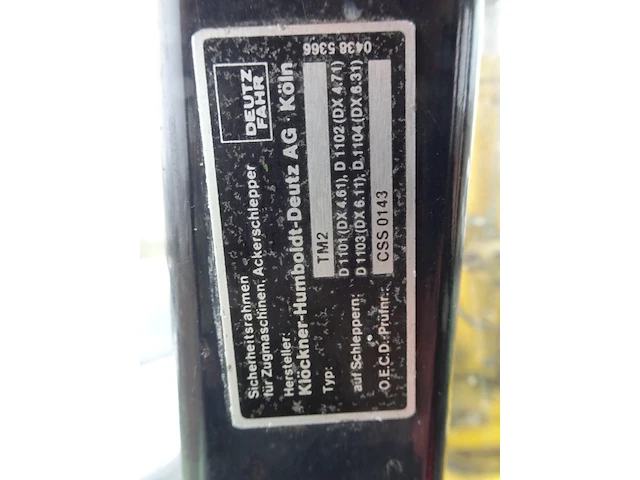 Sicherheitsrahmen
für Zugmaschinen, Ackerschlepper
DEUTZ
FAHR
Hersteller:
Klöckner-Humboldt-Deutz AG Köln
Typ: TM2
auf Schleppern: D 1101 (DX 4.61), D 1102 (DX 4.71)
D 1103 (DX 6.11), D 1104 (DX 6.31)
O.E.C.D.-Prüfnr.: CSS 0143
0438 5366